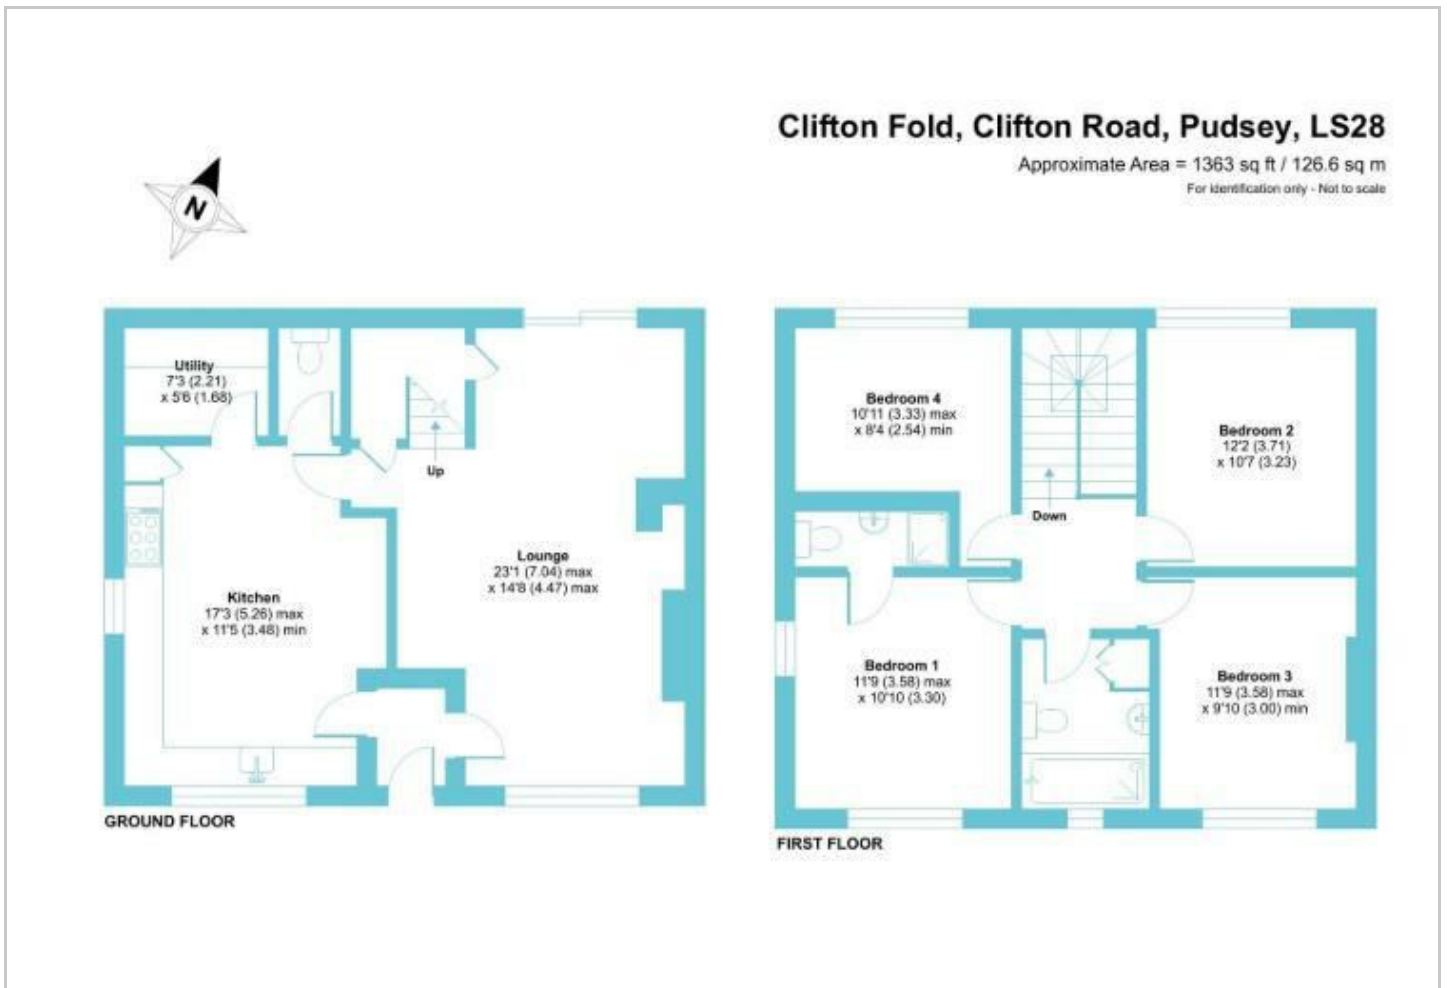 Clifton Fold, Clifton Road, Pudsey, LS28
Approximate Area = 1363 sq ft / 126.6 sq m
For identification only - Not to scale
N
Utility
7'3 (2.21)
x 5'6 (1.68)
Up
Lounge
23'1 (7.04) max
x 14'8 (4.47) max
Kitchen
17'3 (5.26) max
x 11'5 (3.48) min
GROUND FLOOR
Bedroom 4
10'11 (3.33) max
x 8'4 (2.54) min
Bedroom 2
12'2 (3.71)
x 10'7 (3.23)
Down
Bedroom 1
11'9 (3.58) max
x 10'10 (3.30)
Bedroom 3
11'9 (3.58) max
x 9'10 (3.00) min
FIRST FLOOR